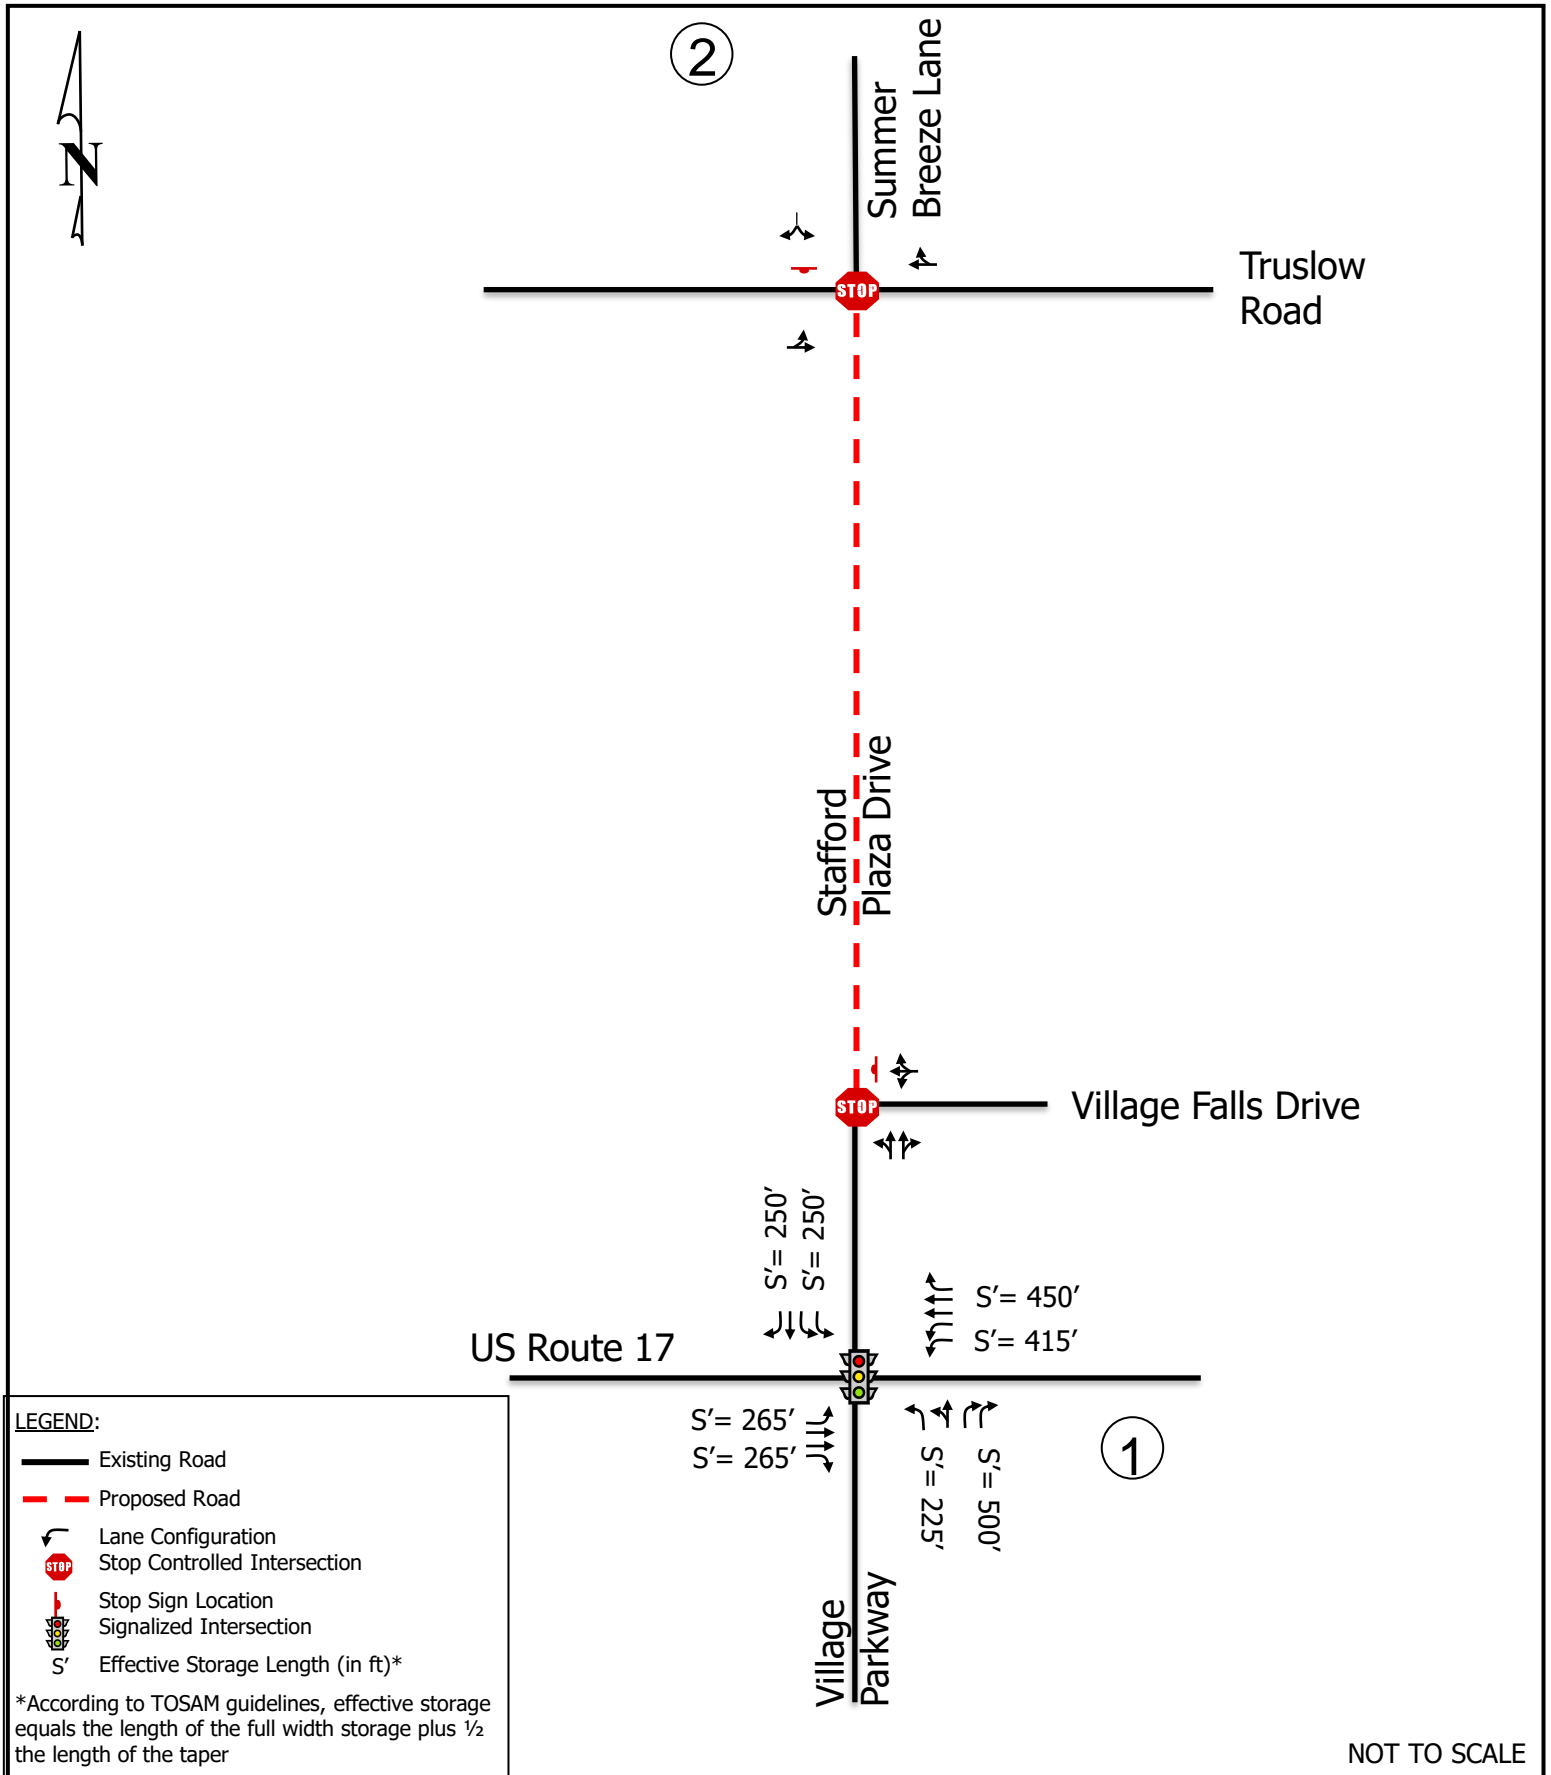 2
N
Summer
Breeze Lane
Truslow
Road
STOP
Stafford
Plaza Drive
STOP
Village Falls Drive
S'= 250'
S'= 250'
S'= 450'
S'= 415'
US Route 17
S'= 265'
S'= 265'
S'= 225'
S'= 500'
1
Village
Parkway
LEGEND:
Existing Road
Proposed Road
Lane Configuration
STOP
Stop Controlled Intersection
Stop Sign Location
Signalized Intersection
S' Effective Storage Length (in ft)*
*According to TOSAM guidelines, effective storage
equals the length of the full width storage plus ½
the length of the taper
NOT TO SCALE